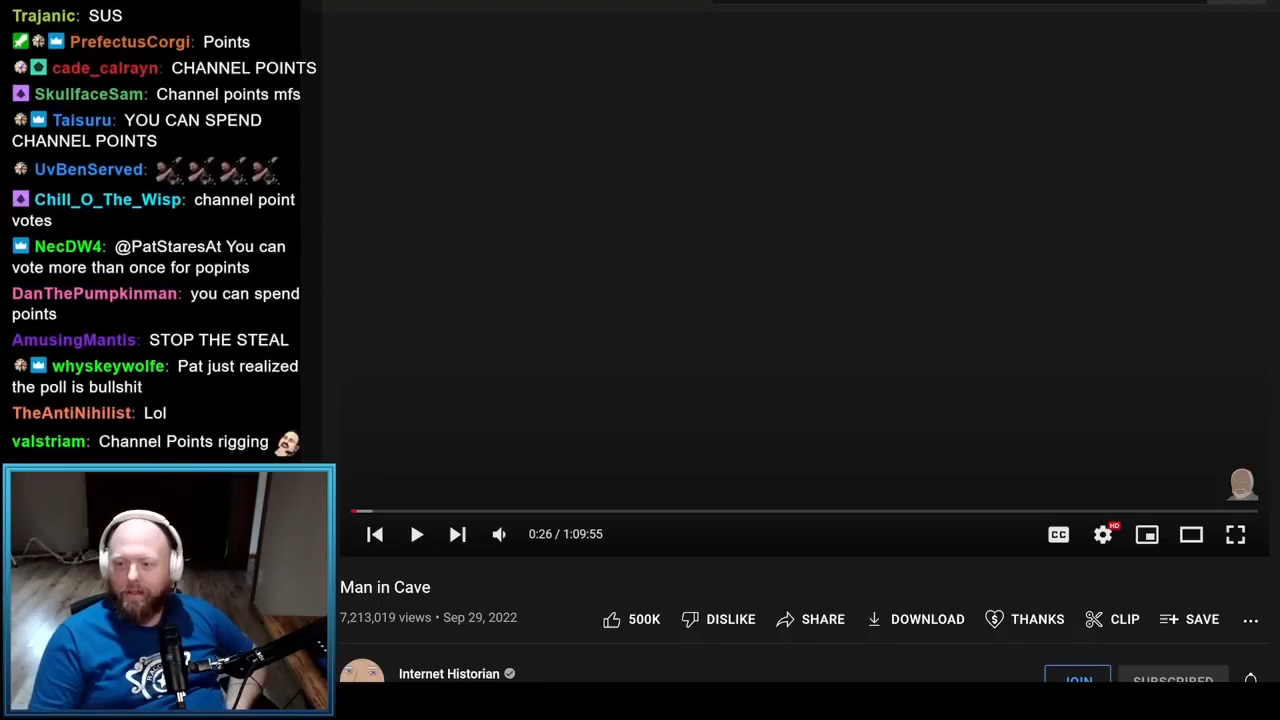 Trajanic: SUS
PrefectusCorgi: Points
cade_calrayn: CHANNEL POINTS
SkullfaceSam: Channel points mfs
Taisuru: YOU CAN SPEND
CHANNEL POINTS
UvBenServed:
Chill_O_The_Wisp: channel point
votes
NecDW4: @PatStaresAt You can
vote more than once for popints
DanThePumpkinman: you can spend
points
AmusingMantis: STOP THE STEAL
whyskeywolfe: Pat just realized
the poll is bullshit
TheAntiNihilist: Lol
valstriam: Channel Points rigging
0:26 / 1:09:55
CC
HD
Man in Cave
7,213,019 views • Sep 29, 2022
500K
DISLIKE
SHARE
DOWNLOAD
THANKS
CLIP
SAVE
Internet Historian
JOIN
SUBSCRIBED